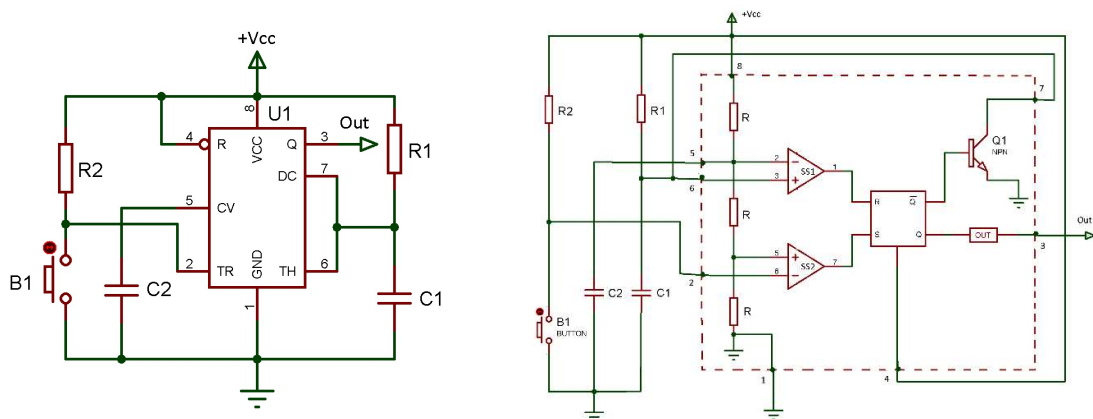 +Vcc
U1
8
VCC
4
R
Q
3
Out
R1
R2
DC
7
5
CV
B1
2
TR
GND
TH
6
C2
1
C1
+Vcc
8
7
R2
R1
R
Q1
NPN
5
2
SS1
1
3
6
R
R
Q
S
Q
OUT
3
Out
5
SS2
7
6
2
C2
C1
R
B1
BUTTON
1
4